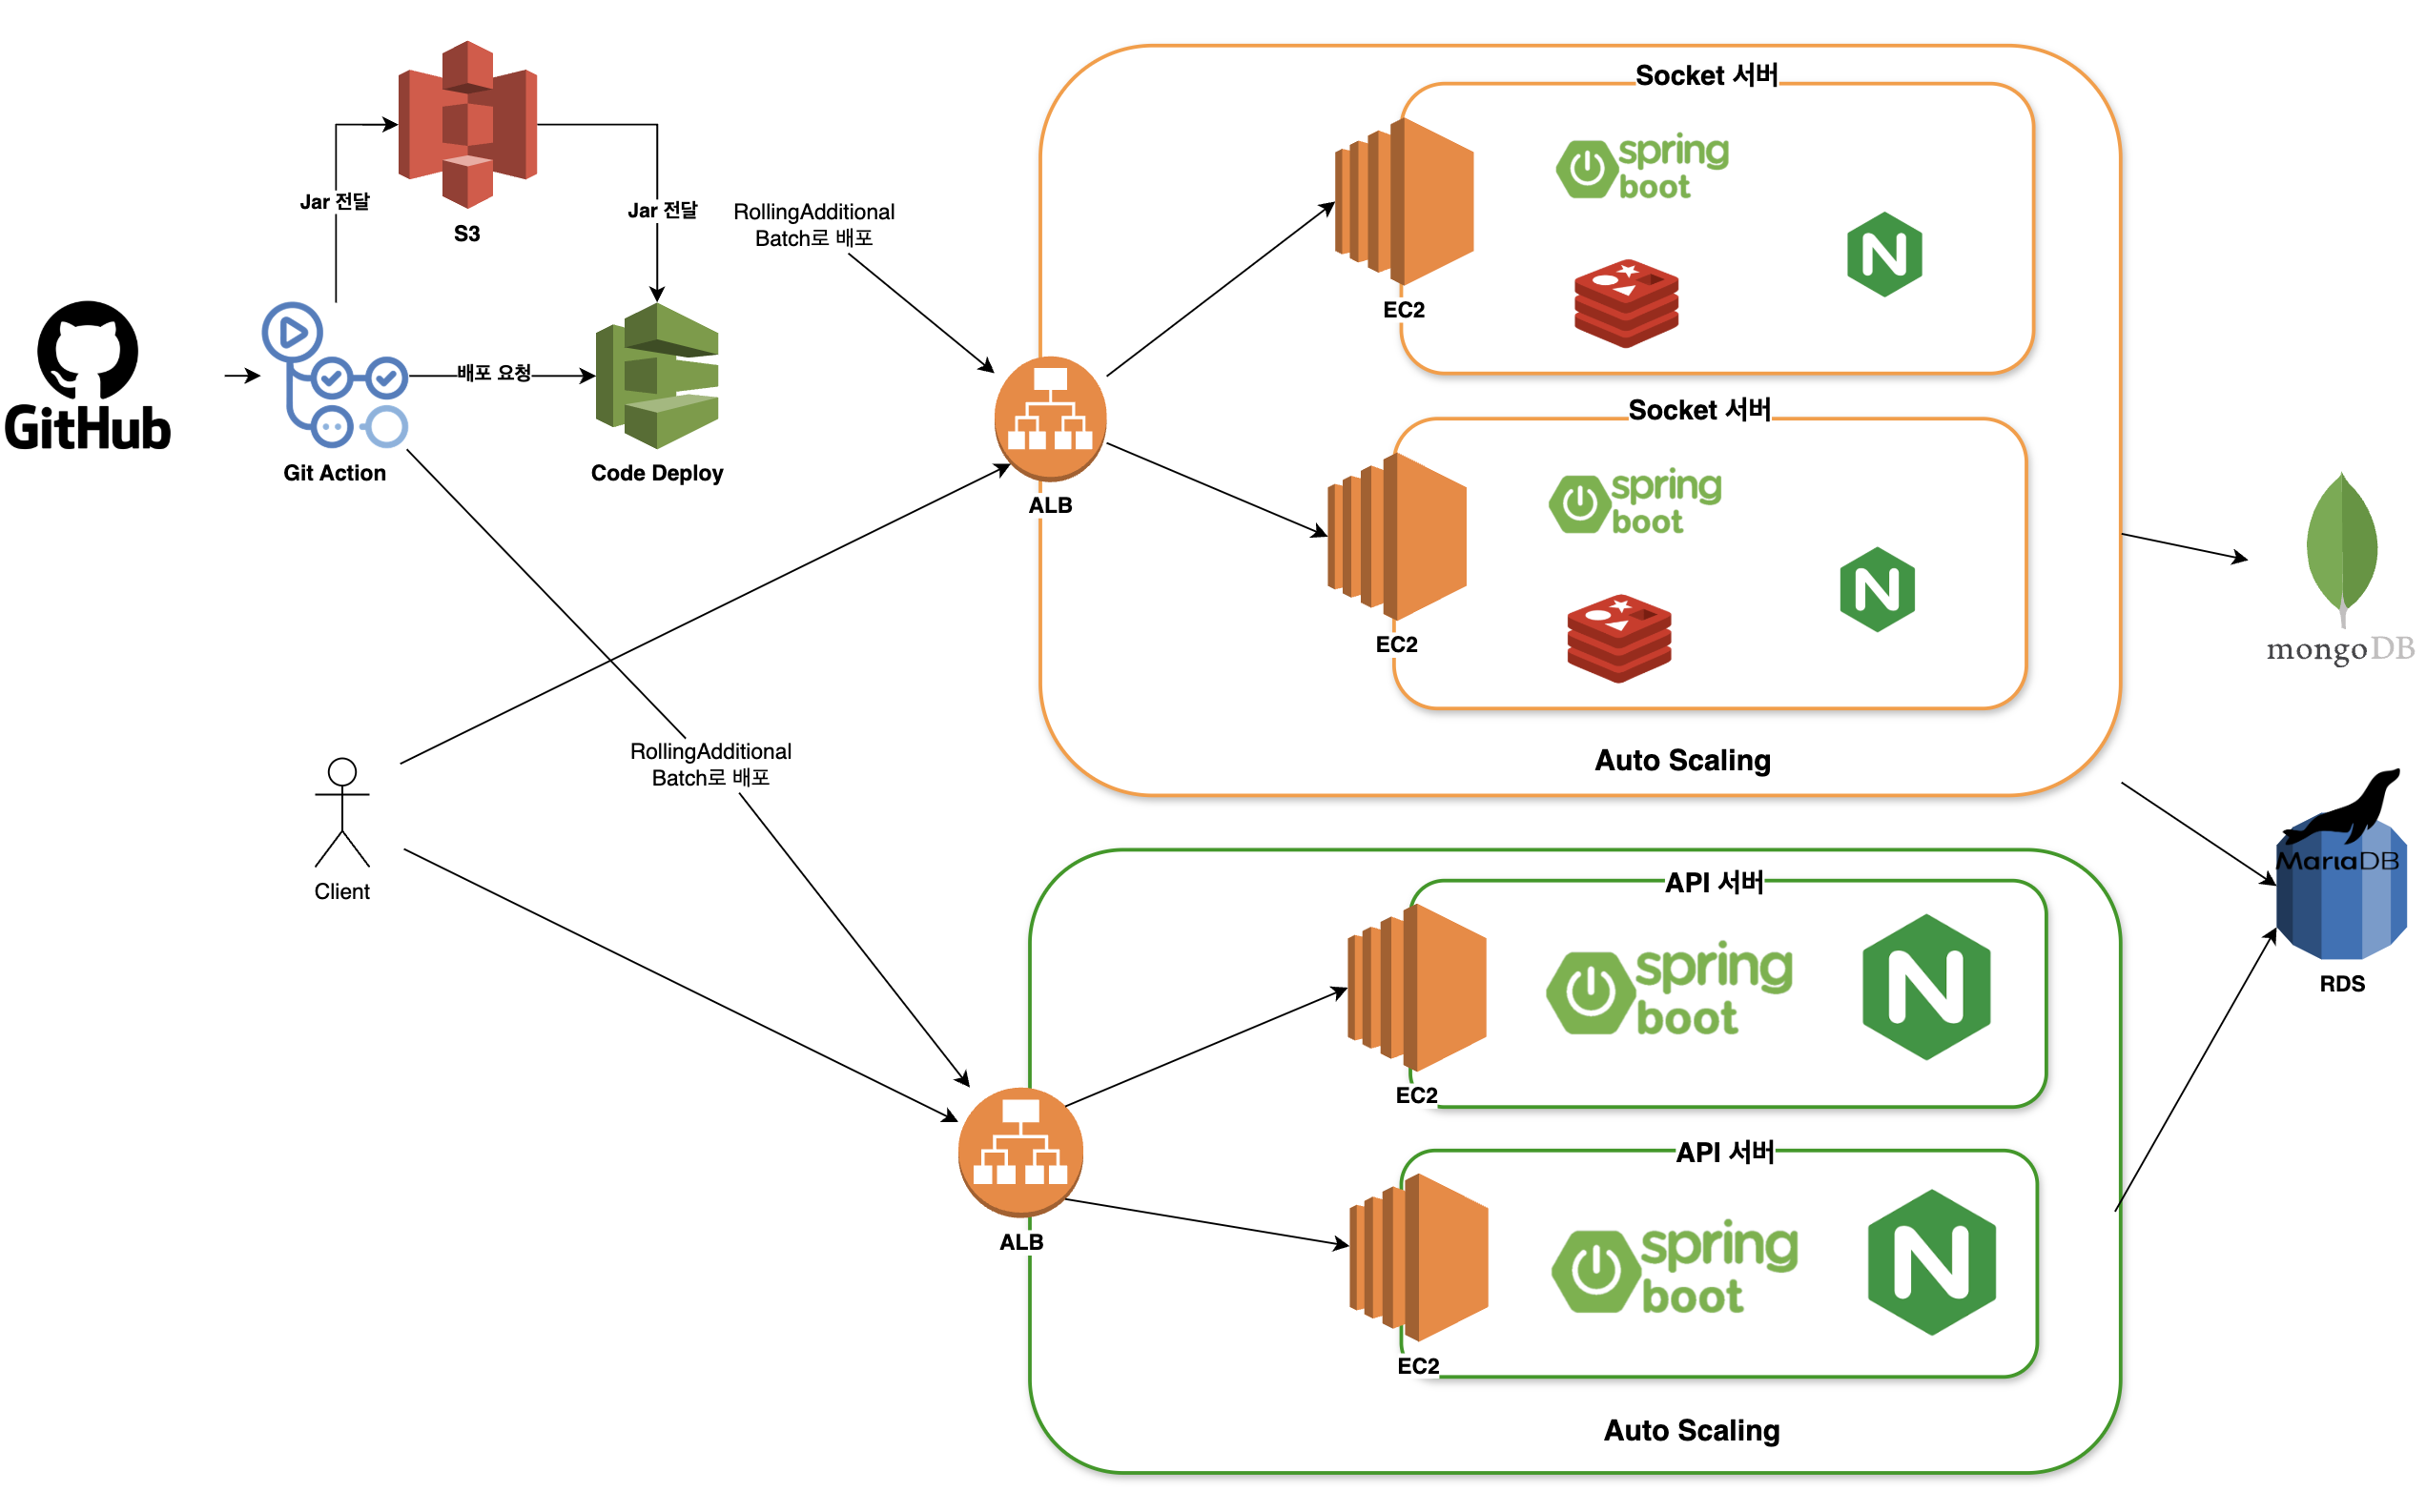 S3
Jar 전달
Jar 전달
RollingAdditional
Batch로 배포
GitHub
Git Action
배포 요청
Code Deploy
ALB
Socket 서버
spring
boot
N
EC2
Socket 서버
spring
boot
N
EC2
Auto Scaling
mongoDB
Client
RollingAdditional
Batch로 배포
MariaDB
RDS
ALB
API 서버
spring
boot
N
EC2
API 서버
spring
boot
N
EC2
Auto Scaling